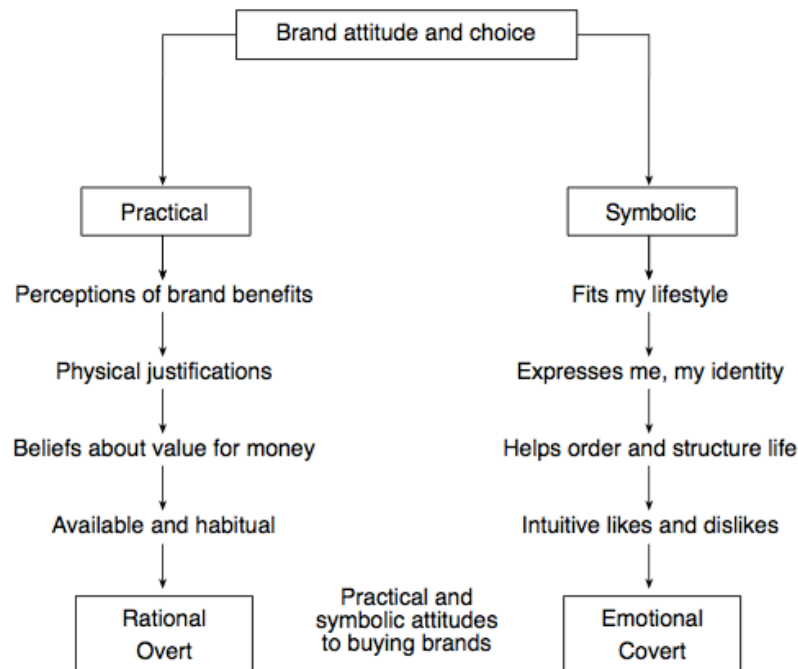 Brand attitude and choice
Practical
Symbolic
Perceptions of brand benefits
Fits my lifestyle
Physical justifications
Expresses me, my identity
Beliefs about value for money
Helps order and structure life
Available and habitual
Intuitive likes and dislikes
Rational
Overt
Practical and
symbolic attitudes
to buying brands
Emotional
Covert